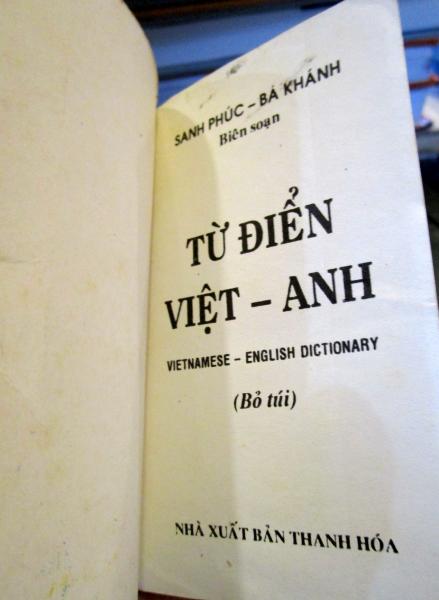 SANH PHÚC - BÁ KHÁNH
Biên soạn
TỪ ĐIỂN
VIỆT - ANH
VIETNAMESE - ENGLISH DICTIONARY
(Bỏ túi)
NHÀ XUẤT BẢN THANH HÓA